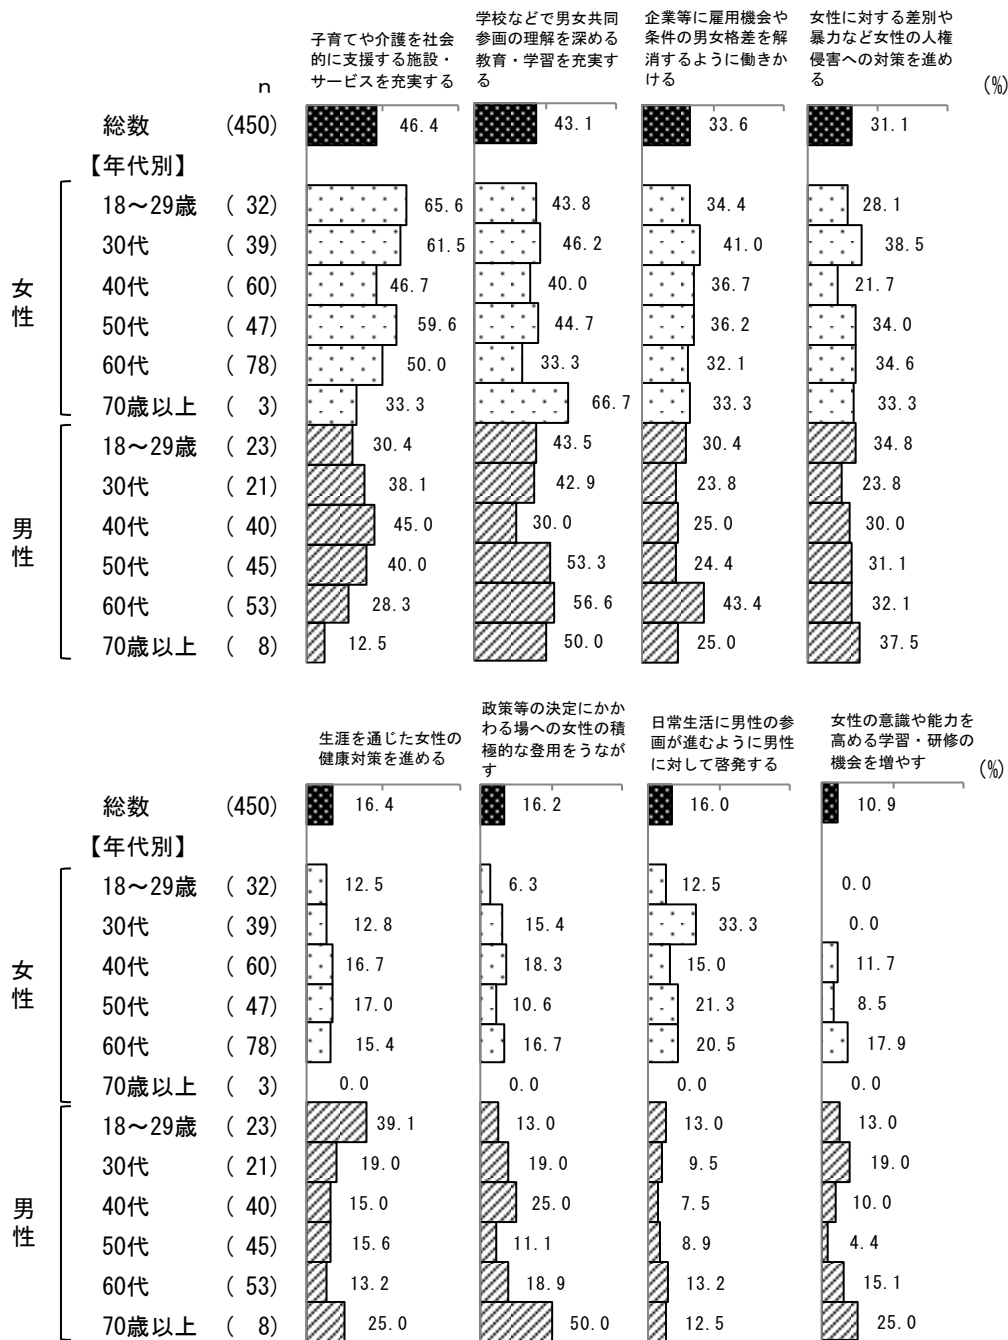 子育てや介護を社会
的に支援する施設・
サービスを充実する
学校などで男女共同
参画の理解を深める
教育・学習を充実す
る
企業等に雇用機会や
条件の男女格差を解
消するように働きか
ける
女性に対する差別や
暴力など女性の人権
侵害への対策を進め
る
n
(%)
総数 (450) 46.4 43.1 33.6 31.1
【年代別】
女性
18～29歳 ( 32) 65.6 43.8 34.4 28.1
30代 ( 39) 61.5 46.2 41.0 38.5
40代 ( 60) 46.7 40.0 36.7 21.7
50代 ( 47) 59.6 44.7 36.2 34.0
60代 ( 78) 50.0 33.3 32.1 34.6
70歳以上 ( 3) 33.3 66.7 33.3 33.3
男性
18～29歳 ( 23) 30.4 43.5 30.4 34.8
30代 ( 21) 38.1 42.9 23.8 23.8
40代 ( 40) 45.0 30.0 25.0 30.0
50代 ( 45) 40.0 53.3 24.4 31.1
60代 ( 53) 28.3 56.6 43.4 32.1
70歳以上 ( 8) 12.5 50.0 25.0 37.5
生涯を通じた女性の
健康対策を進める
政策等の決定にかか
わる場への女性の積
極的な登用をうなが
す
日常生活に男性の参
画が進むように男性
に対して啓発する
女性の意識や能力を
高める学習・研修の
機会を増やす
(%)
総数 (450) 16.4 16.2 16.0 10.9
【年代別】
女性
18～29歳 ( 32) 12.5 6.3 12.5 0.0
30代 ( 39) 12.8 15.4 33.3 0.0
40代 ( 60) 16.7 18.3 15.0 11.7
50代 ( 47) 17.0 10.6 21.3 8.5
60代 ( 78) 15.4 16.7 20.5 17.9
70歳以上 ( 3) 0.0 0.0 0.0 0.0
男性
18～29歳 ( 23) 39.1 13.0 13.0 13.0
30代 ( 21) 19.0 19.0 9.5 19.0
40代 ( 40) 15.0 25.0 7.5 10.0
50代 ( 45) 15.6 11.1 8.9 4.4
60代 ( 53) 13.2 18.9 13.2 15.1
70歳以上 ( 8) 25.0 50.0 12.5 25.0